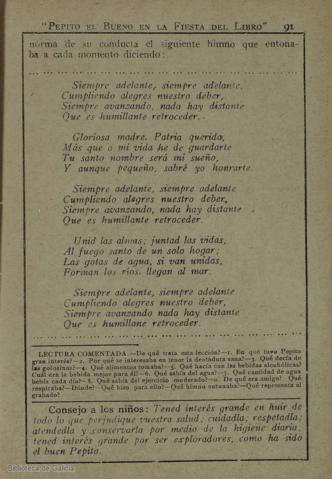 "Pepito el Bueno en la Fiesta del Libro" 91
norma de su conducta el siguiente himno que entona-
ba a cada momento diciendo:
Siempre adelante, siempre adelante,
Cumpliendo alegres nuestro deber,
Siempre avanzando, nada hay distante
Que es humillante retroceder.
Gloriosa madre. Patria querida,
Más que a mi vida he de guardarte
Tu santo nombre será mi sueño,
Y aunque pequeño, sabré yo honrarte.
Siempre adelante, siempre adelante
Cumpliendo alegres nuestro deber,
Siempre avanzando, nada hay distante
Que es humillante retroceder.
Unid las almas; juntad las vidas,
Al fuego santo de un solo hogar;
Las gotas de agua, si van unidas,
Forman los ríos, llegan al mar.
Siempre adelante, siempre adelante
Cumpliendo alegres nuestro deber,
Siempre avanzando nada hay distante
Que es humillane retroceder.
LECTURA COMENTADA.—De qué trata esta lección?—1. En qué tuvo Pepito
gran interés?—2. Por qué se interesaba en tener la dentadura sana?—3. Qué decía de
las golosinas?—4. Qué alimentos tomaba?—5. Qué hacía con las bebidas alcohólicas?
Cuál era la bebida mejor para él?—6. Qué sabía del agua?—7. Qué cantidad de agua
bebía cada día?—8. Qué sabía del ejercicio moderado?—9. De qué era amigo? Qué
respiraba?—Dónde?—Qué hizo para ello?—Qué himno entonaba?—Qué representa el
grabado?
Consejo a los niños: Tened interés grande en huir de
todo lo que perjudique vuestra salud; cuidadla; respetadla;
atendedla y conservarla por medio de la higiene diaria;
tened interés grande por ser exploradores, como ha sido
el buen Pepito.
Biblioteca de Galicia